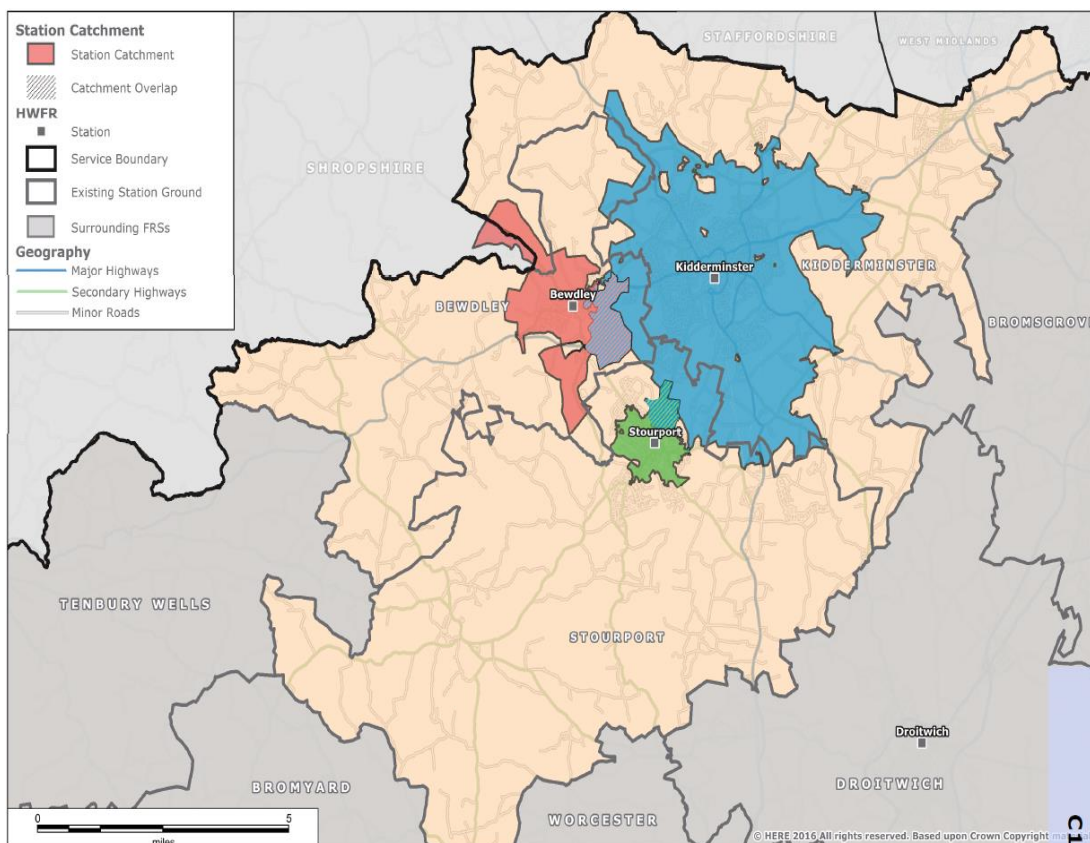 Station Catchment
Station Catchment
Catchment Overlap
HWFR
Station
Service Boundary
Existing Station Ground
Surrounding FRSs
Geography
Major Highways
Secondary Highways
Minor Roads
STAFFORDSHIRE
WEST MIDLANDS
SHROPSHIRE
Kidderminster
KIDDERMINSTER
Bewdley
BEWDLEY
BROMSGROVE
Stourport
TENBURY WELLS
STOURPORT
Droitwich
DROITWICH
BROMYARD
WORCESTER
0 5
miles
© HERE 2016 All rights reserved. Based upon Crown Copyright
C1